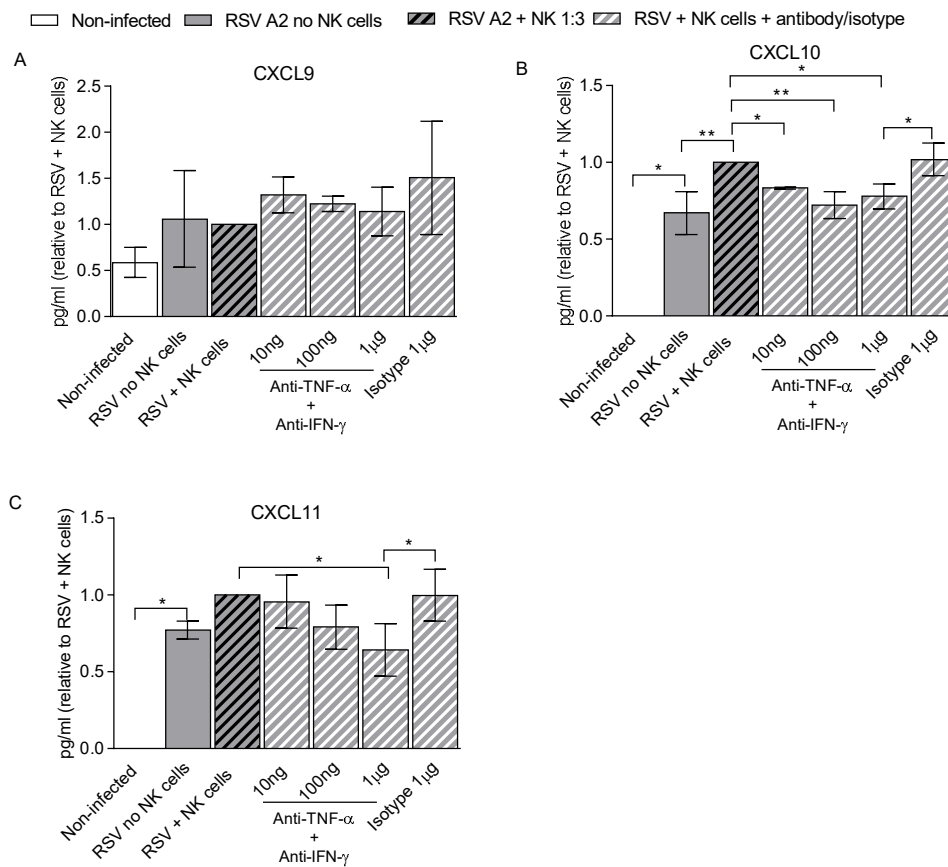 Non-infected RSV A2 no NK cells RSV A2 + NK 1:3 RSV + NK cells + antibody/isotype
A
CXCL9
pg/ml (relative to RSV + NK cells)
2.5
2.0
1.5
1.0
0.5
0.0
Non-infected
RSV no NK cells
RSV + NK cells
10ng
100ng
1µg
Isotype 1µg
Anti-TNF-α
+
Anti-IFN-γ
B
CXCL10
pg/ml (relative to RSV + NK cells)
1.5
1.0
0.5
0.0
*
**
*
**
*
*
Non-infected
RSV no NK cells
RSV + NK cells
10ng
100ng
1µg
Isotype 1µg
Anti-TNF-α
+
Anti-IFN-γ
C
CXCL11
pg/ml (relative to RSV + NK cells)
1.5
1.0
0.5
0.0
*
*
*
Non-infected
RSV no NK cells
RSV + NK cells
10ng
100ng
1µg
Isotype 1µg
Anti-TNF-α
+
Anti-IFN-γ